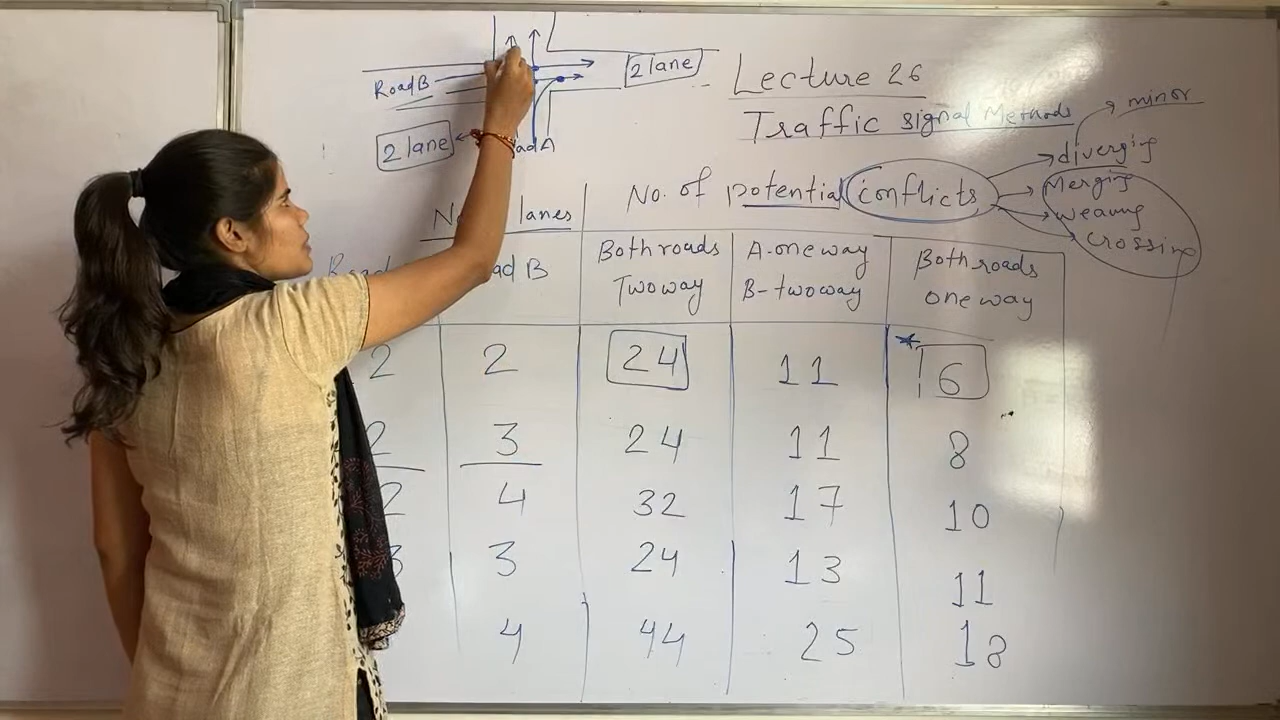 Road B
2 lane
2 lane
Lecture 26
Traffic signal Methods
minor
diverging
Merging
weaving
crossing
No. of potential conflicts
lanes
Both roads
Two way
A-one way
B-two way
Both roads
one way
2 2 24 11 6
2 3 24 11 8
2 4 32 17 10
3 3 24 13 11
4 44 25 18